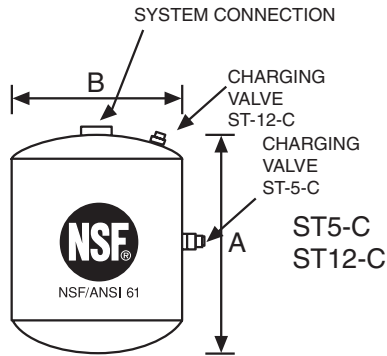 SYSTEM CONNECTION
B
CHARGING
VALVE
ST-12-C
CHARGING
VALVE
ST-5-C
A
ST5-C
ST12-C
NSF®
NSF/ANSI 61